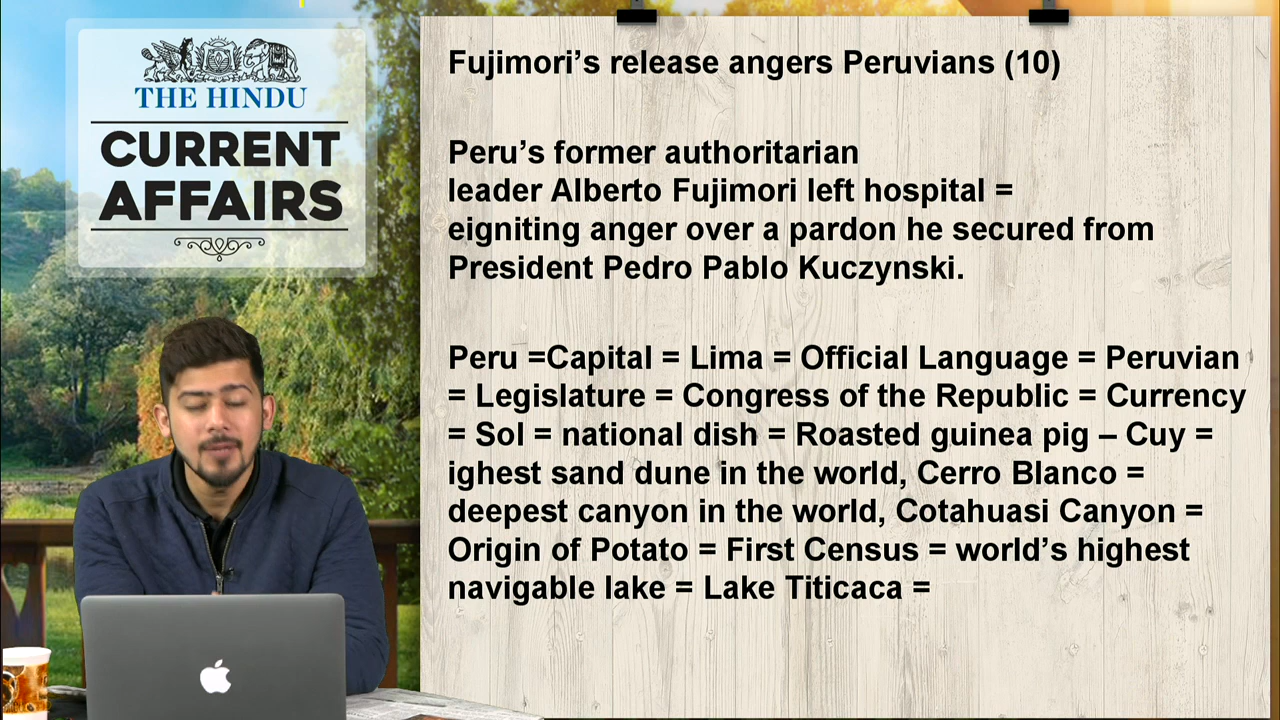 THE HINDU
CURRENT
AFFAIRS
Fujimori’s release angers Peruvians (10)
Peru’s former authoritarian
leader Alberto Fujimori left hospital =
eigniting anger over a pardon he secured from
President Pedro Pablo Kuczynski.
Peru =Capital = Lima = Official Language = Peruvian
= Legislature = Congress of the Republic = Currency
= Sol = national dish = Roasted guinea pig – Cuy =
ighest sand dune in the world, Cerro Blanco =
deepest canyon in the world, Cotahuasi Canyon =
Origin of Potato = First Census = world’s highest
navigable lake = Lake Titicaca =